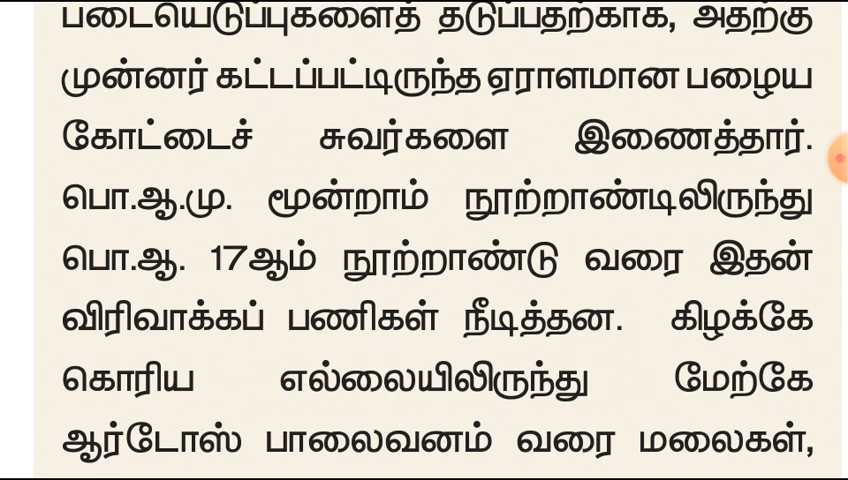 படையெடுப்புகளைத் தடுப்பதற்காக, அதற்கு
முன்னர் கட்டப்பட்டிருந்த ஏராளமான பழைய
கோட்டைச் சுவர்களை இணைத்தார்.
பொ.ஆ.மு. மூன்றாம் நூற்றாண்டிலிருந்து
பொ.ஆ. 17ஆம் நூற்றாண்டு வரை இதன்
விரிவாக்கப் பணிகள் நீடித்தன. கிழக்கே
கொரிய எல்லையிலிருந்து மேற்கே
ஆர்டோஸ் பாலைவனம் வரை மலைகள்,